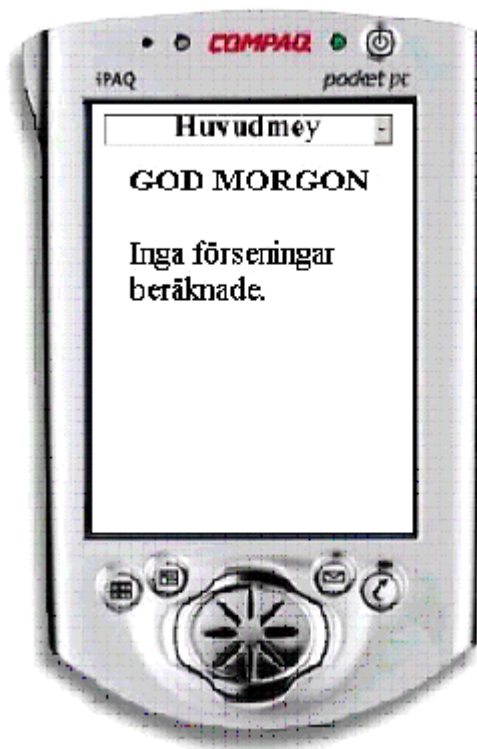 COMPAQ
iPAQ pocket pc
Huvudmey
GOD MORGON
Inga förseningar
beräknade.